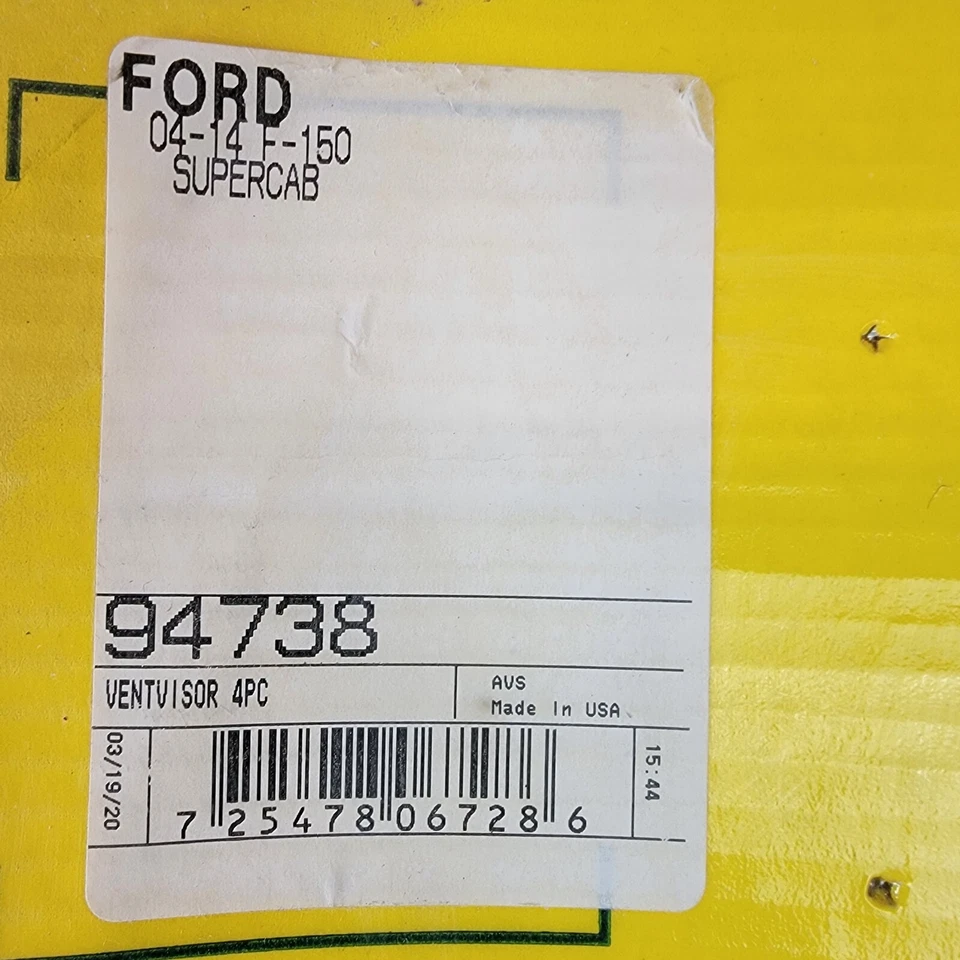 FORD
04-14 F-150
SUPERCAB
94738
VENTVISOR 4PC
AVS
Made In USA
03/19/20
7 25478 06728 6
15:44